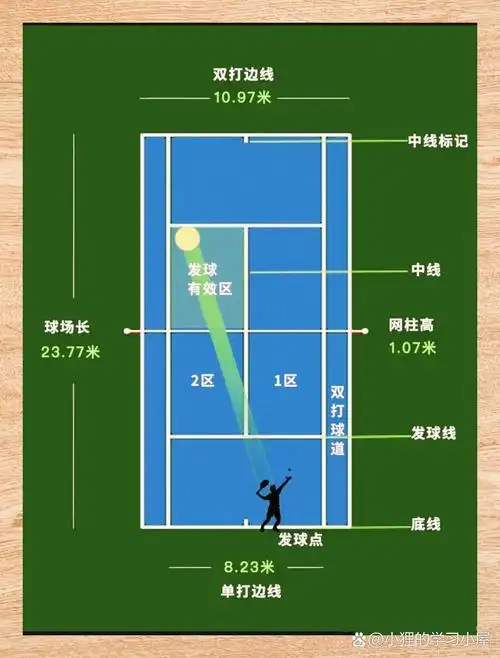 双打边线
10.97米
中线标记
发球
有效区
中线
球场长
23.77米
网柱高
1.07米
2区
1区
双打球道
发球线
底线
发球点
8.23米
单打边线
小狸的学习小屋